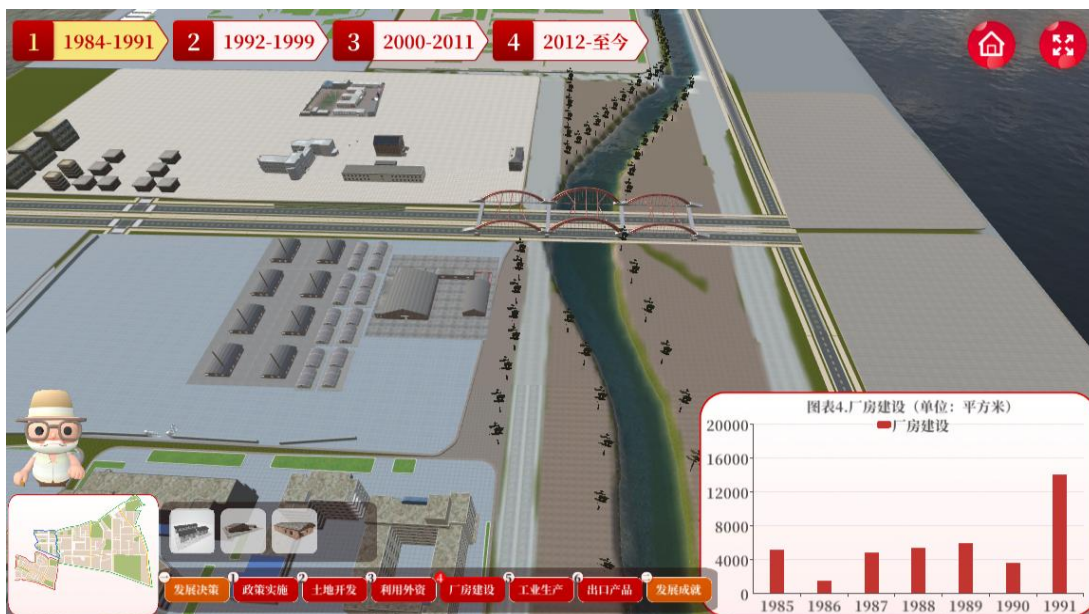 1 1984-1991 2 1992-1999 3 2000-2011 4 2012-至今
图表4.厂房建设（单位：平方米）
厂房建设
20000
16000
12000
8000
4000
0
1985 1986 1987 1988 1989 1990 1991
一 发展决策 1 政策实施 2 土地开发 3 利用外资 4 厂房建设 5 工业生产 6 出口产品 二 发展成就